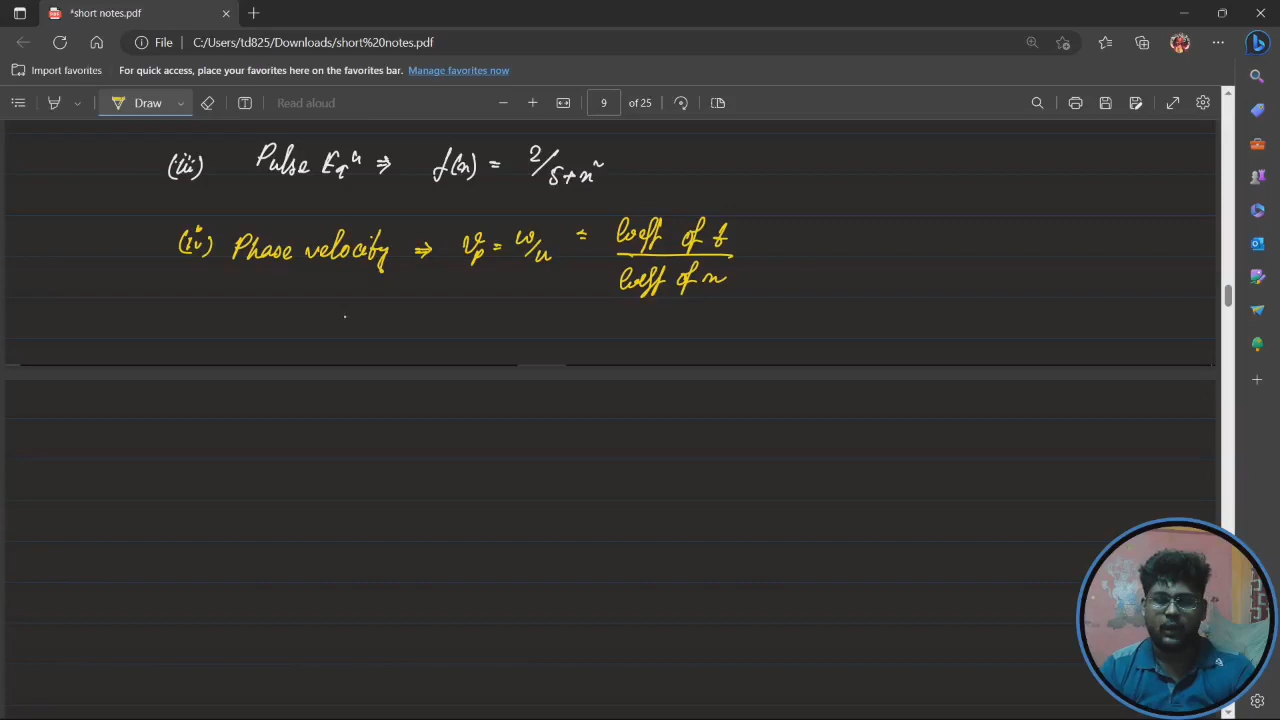 *short notes.pdf
File
C:/Users/td825/Downloads/short%20notes.pdf
Import favorites
For quick access, place your favorites here on the favorites bar. Manage favorites now
Draw
Read aloud
9 of 25
(iii) Pulse Eqⁿ ⇒ f(x) = 2/5+x²
(iv) Phase velocity ⇒ vₚ = ω/k = Coeff of t
Coeff of x